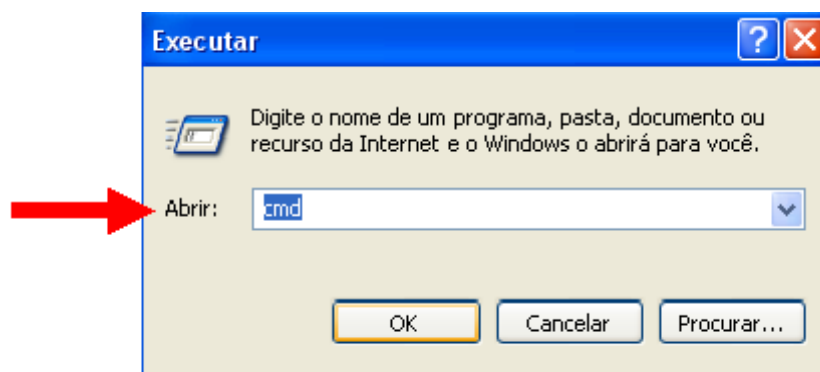 Executar
Digite o nome de um programa, pasta, documento ou
recurso da Internet e o Windows o abrirá para você.
Abrir: cmd
OK Cancelar Procurar...